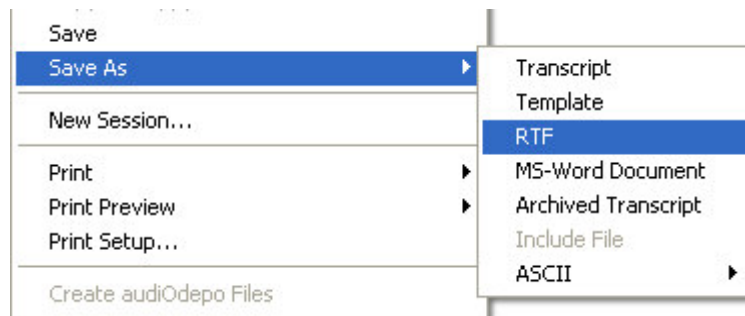 Save
Save As
New Session...
Print
Print Preview
Print Setup...
Create audiOdepo Files
Transcript
Template
RTF
MS-Word Document
Archived Transcript
Include File
ASCII